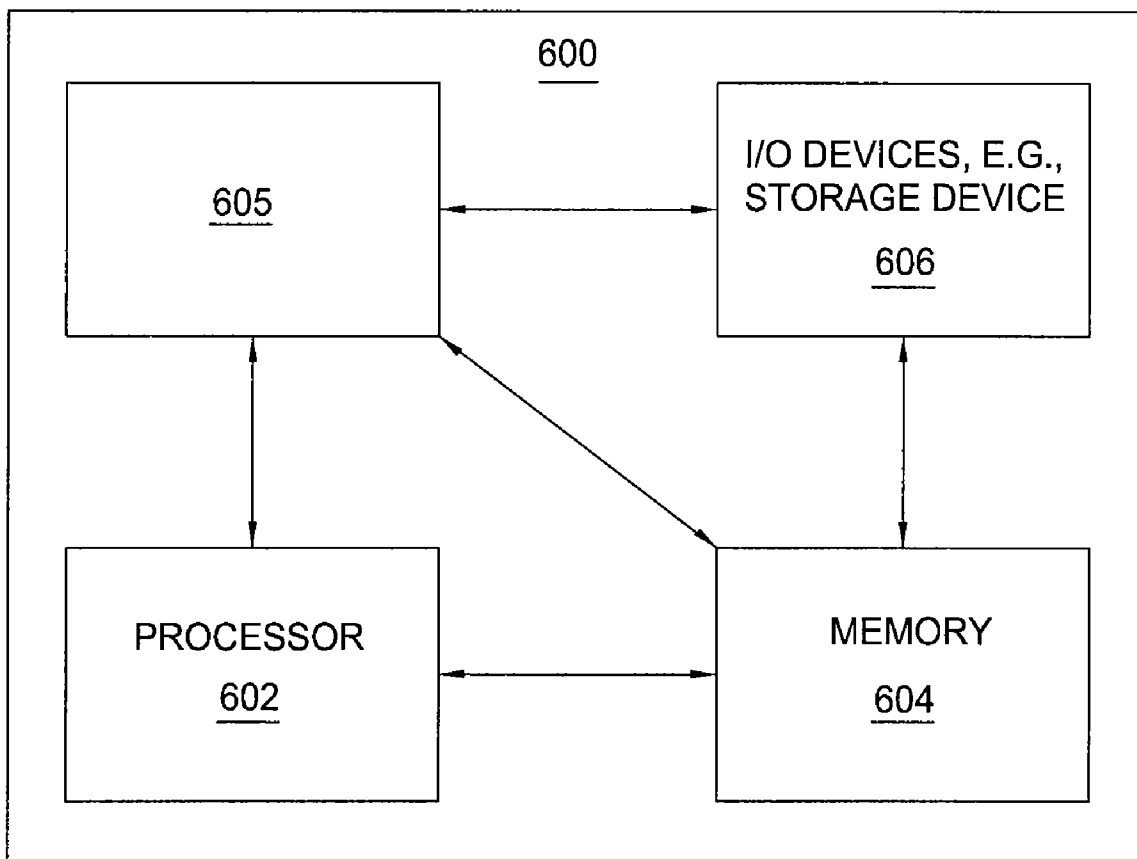 600
605
I/O DEVICES, E.G.,
STORAGE DEVICE
606
PROCESSOR
602
MEMORY
604